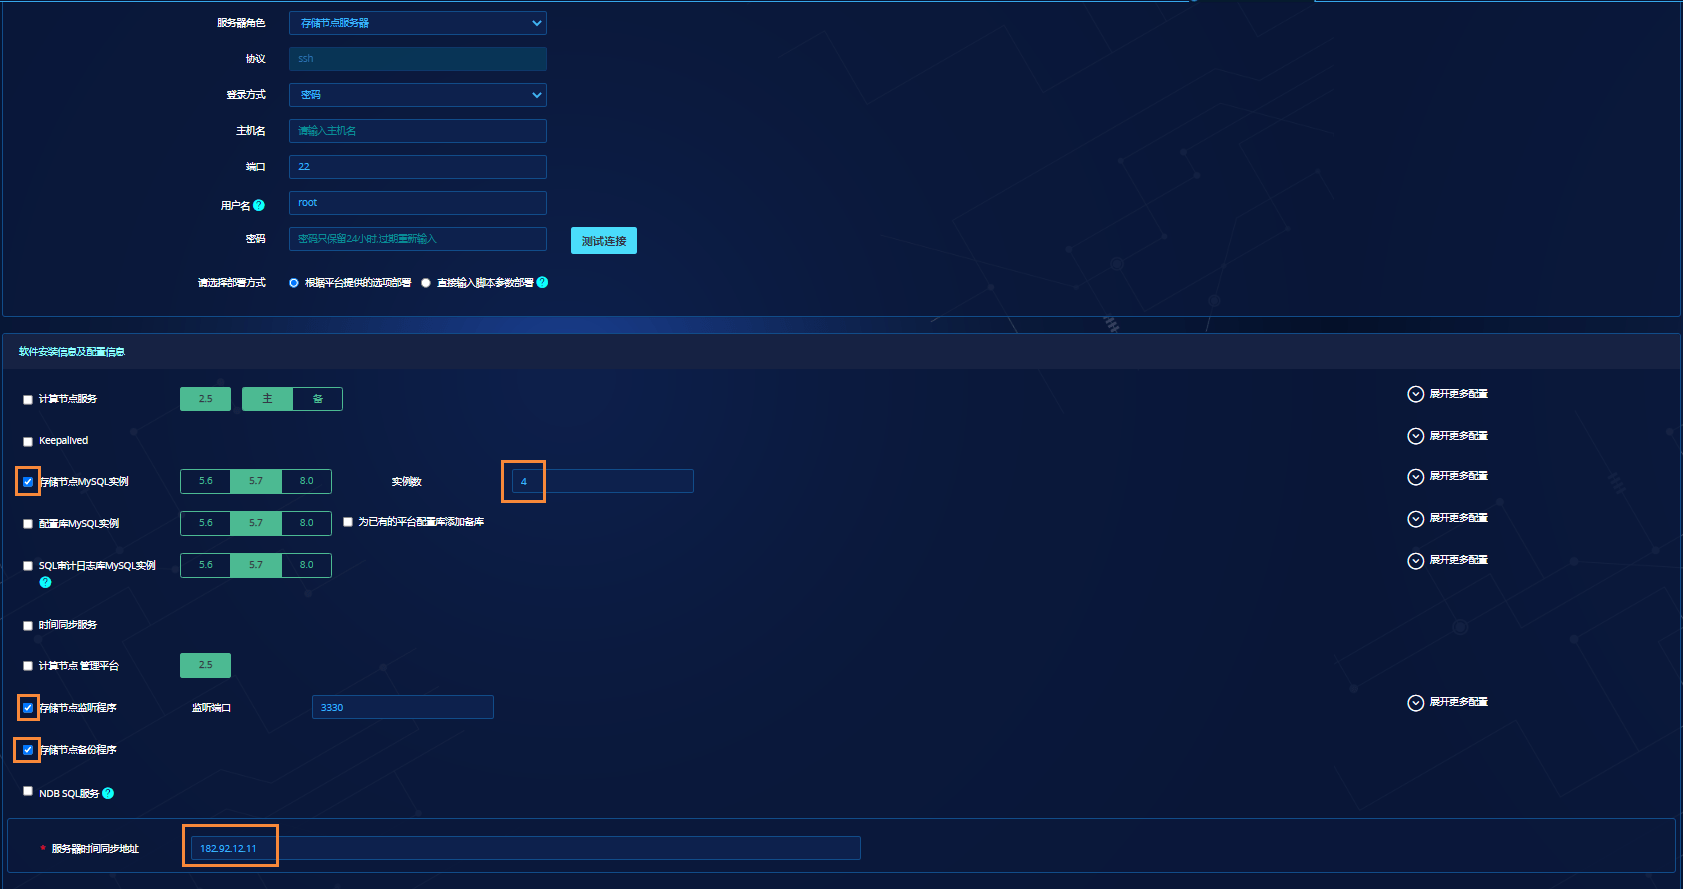 服务器角色 存储节点服务器
协议 ssh
登录方式 密码
主机名 请输入主机名
端口 22
用户名 ? root
密码 密码只保留24小时,过期重新输入 测试连接
请选择部署方式 根据平台提供的选项部署 直接输入脚本参数部署 ?
软件安装信息及配置信息
计算节点服务 2.5 主 备 展开更多配置
Keepalived 展开更多配置
存储节点MySQL实例 5.6 5.7 8.0 实例数 4 展开更多配置
配置库MySQL实例 5.6 5.7 8.0 为已有的平台配置库添加备库 展开更多配置
SQL审计日志库MySQL实例 5.6 5.7 8.0 展开更多配置
?
时间同步服务
计算节点 管理平台 2.5
存储节点监听程序 监听端口 3330 展开更多配置
存储节点备份程序
NDB SQL服务 ?
* 服务器时间同步地址 182.92.12.11